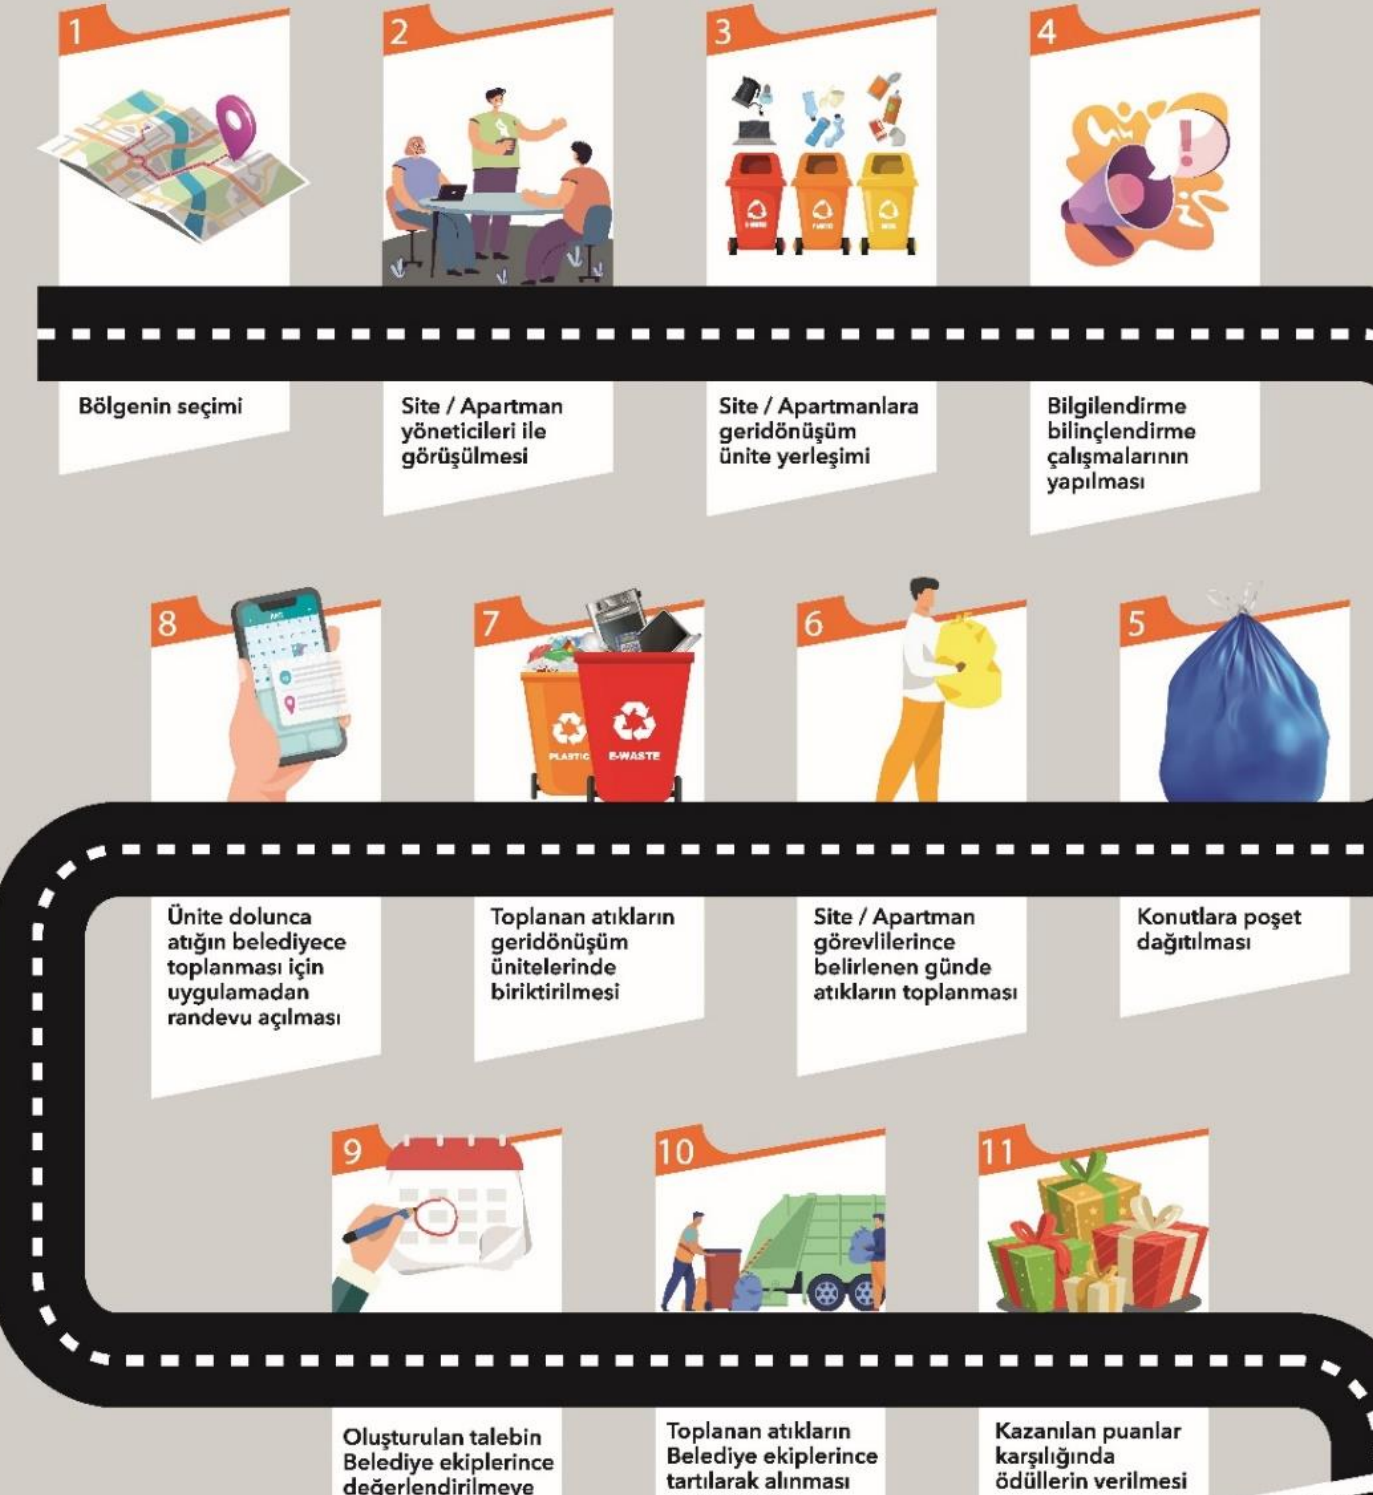 1
Bölgenin seçimi
2
Site / Apartman
yöneticileri ile
görüşülmesi
3
Site / Apartmanlara
geridönüşüm
ünite yerleşimi
4
!
Bilgilendirme
bilinçlendirme
çalışmalarının
yapılması
5
Konutlara poşet
dağıtılması
6
Site / Apartman
görevlilerince
belirlenen günde
atıkların toplanması
7
PLASTIC
E-WASTE
Toplanan atıkların
geridönüşüm
ünitelerinde
biriktirilmesi
8
Ünite dolunca
atığın belediyece
toplanması için
uygulamadan
randevu açılması
9
Oluşturulan talebin
Belediye ekiplerince
değerlendirilmeye
10
Toplanan atıkların
Belediye ekiplerince
tartılarak alınması
11
Kazanılan puanlar
karşılığında
ödüllerin verilmesi